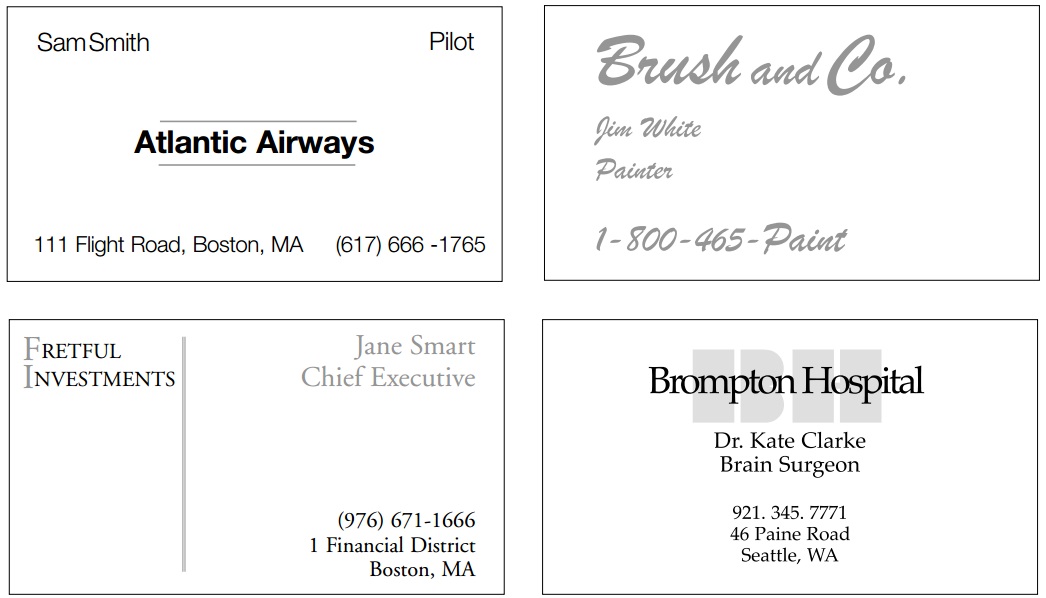 Sam Smith Pilot
Atlantic Airways
111 Flight Road, Boston, MA (617) 666 -1765
Brush and Co.
Jim White
Painter
1-800-465-Paint
FRETFUL
INVESTMENTS
Jane Smart
Chief Executive
(976) 671-1666
1 Financial District
Boston, MA
BH
Brompton Hospital
Dr. Kate Clarke
Brain Surgeon
921. 345. 7771
46 Paine Road
Seattle, WA